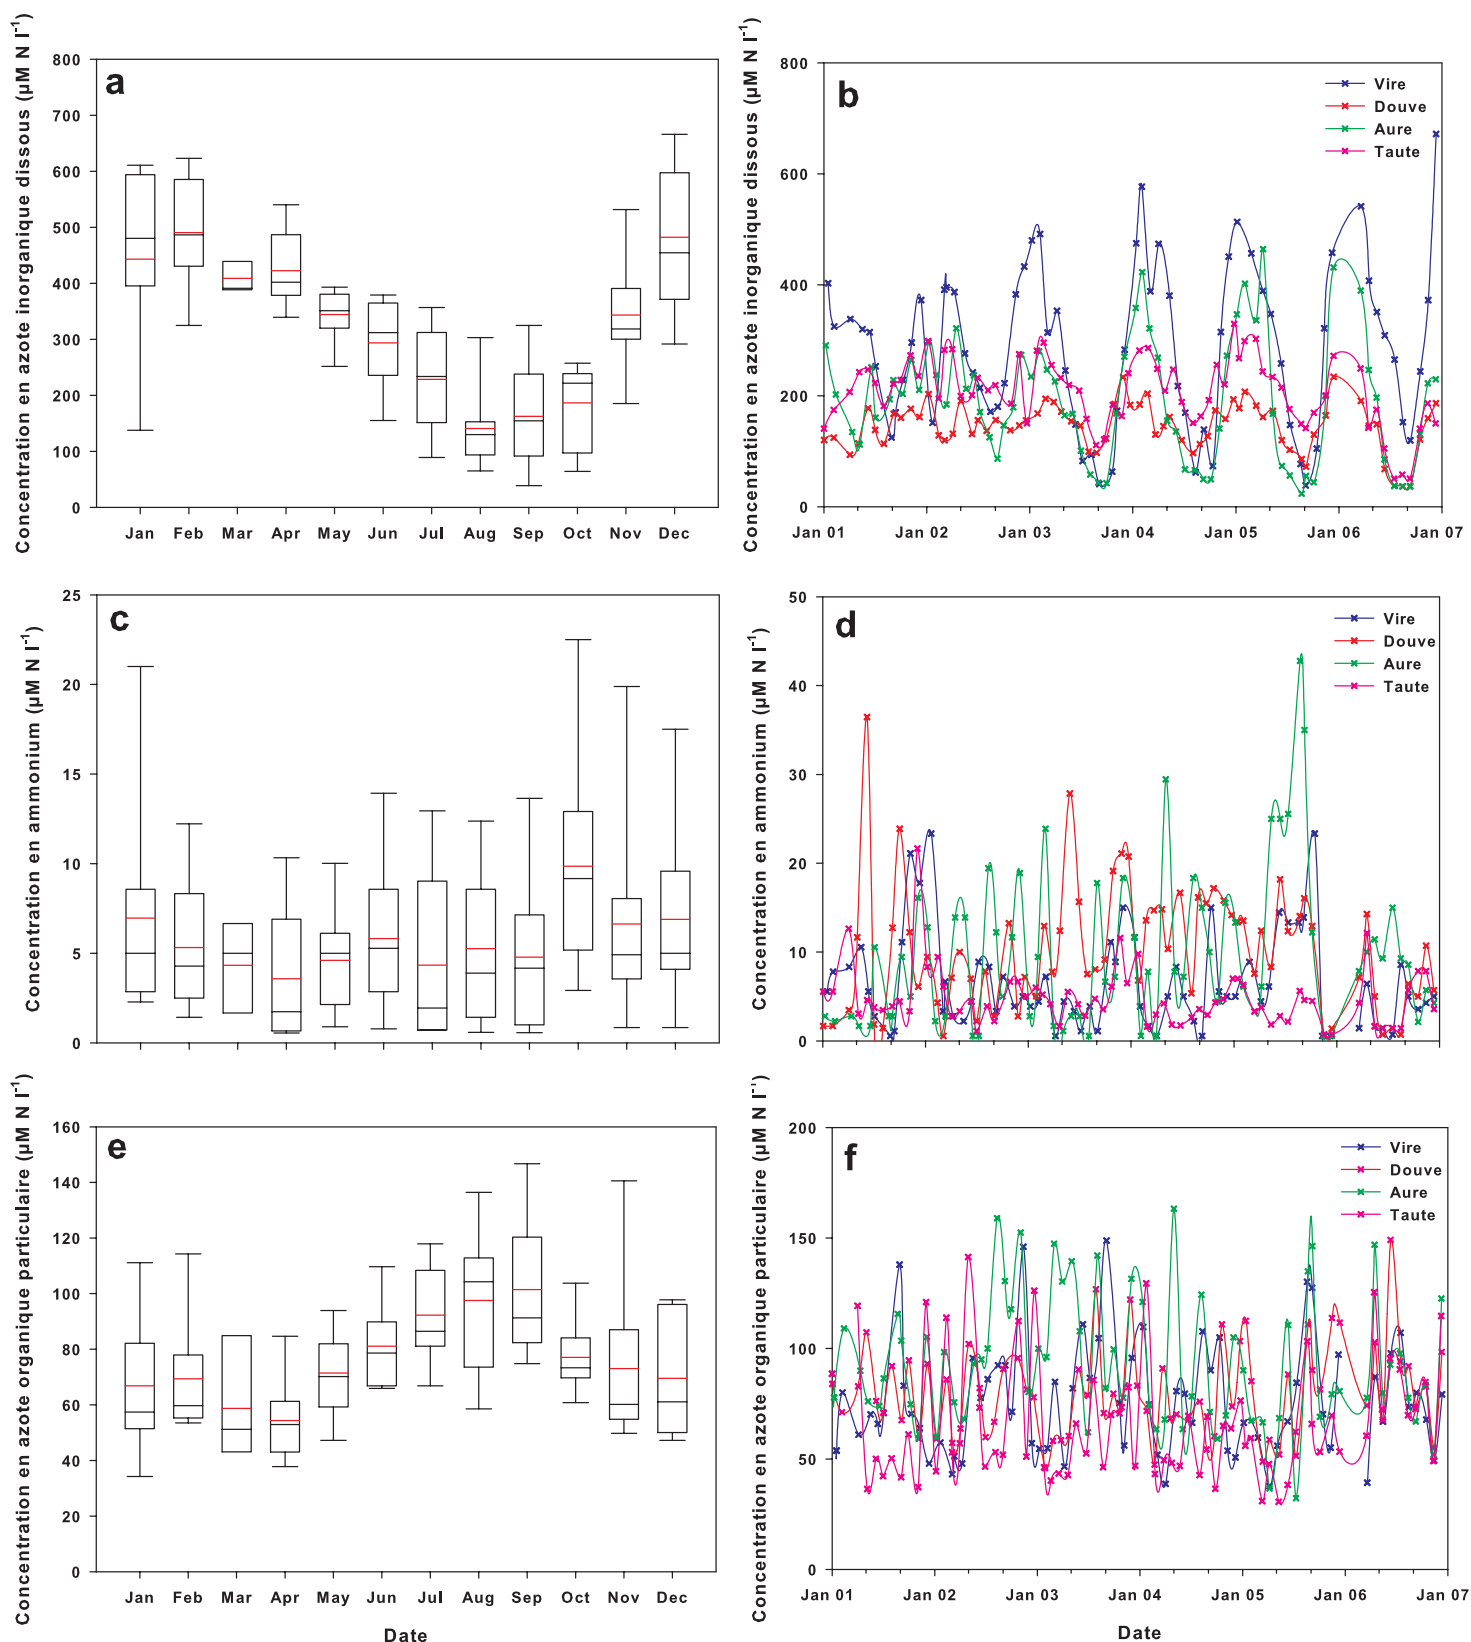 a
Concentration en azote inorganique dissous (µM N l-1)
800
700
600
500
400
300
200
100
0
Jan Feb Mar Apr May Jun Jul Aug Sep Oct Nov Dec
b
Concentration en azote inorganique dissous (µM N l-1)
800
600
400
200
0
Vire
Douve
Aure
Taute
Jan 01 Jan 02 Jan 03 Jan 04 Jan 05 Jan 06 Jan 07
c
Concentration en ammonium (µM N l-1)
25
20
15
10
5
0
d
Concentration en ammonium (µM N l-1)
50
40
30
20
10
0
Vire
Douve
Aure
Taute
e
Concentration en azote organique particulaire (µM N l-1)
160
140
120
100
80
60
40
20
0
Jan Feb Mar Apr May Jun Jul Aug Sep Oct Nov Dec
Date
f
Concentration en azote organique particulaire (µM N l-1)
200
150
100
50
0
Vire
Douve
Aure
Taute
Jan 01 Jan 02 Jan 03 Jan 04 Jan 05 Jan 06 Jan 07
Date